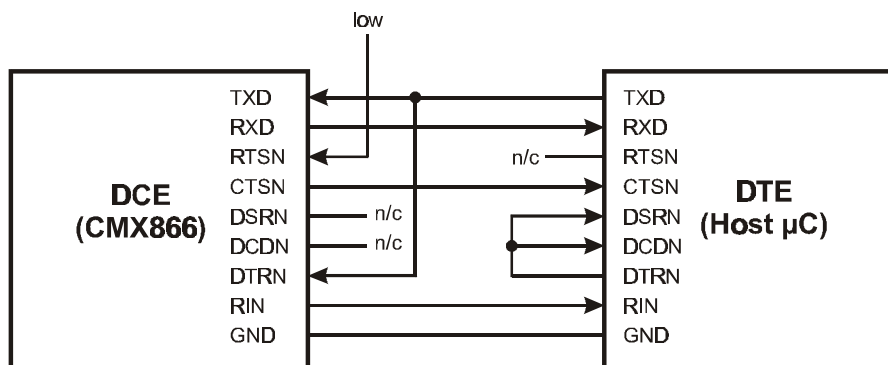 low
TXD
RXD
RTSN
CTSN
DSRN
DCDN
DTRN
RIN
GND
DCE
(CMX866)
n/c
n/c
n/c
TXD
RXD
RTSN
CTSN
DSRN
DCDN
DTRN
RIN
GND
DTE
(Host µC)